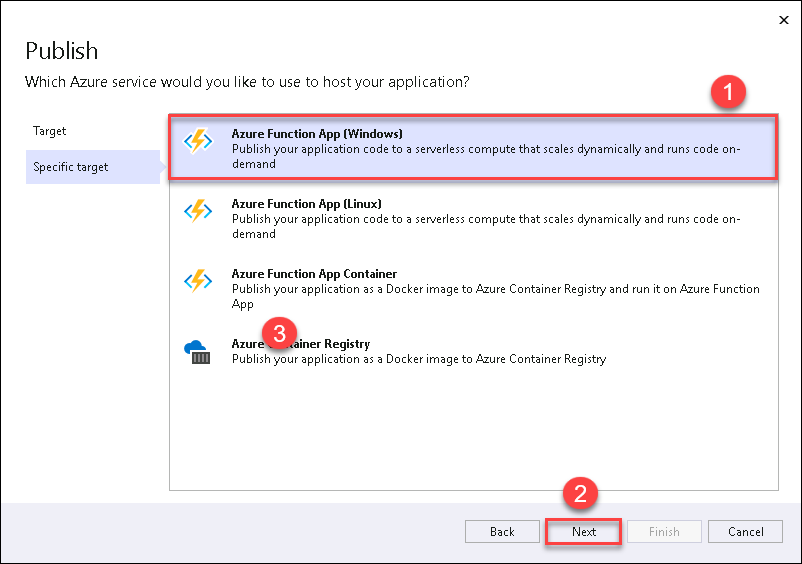 Publish
Which Azure service would you like to use to host your application?
1
Target
Specific target
Azure Function App (Windows)
Publish your application code to a serverless compute that scales dynamically and runs code on-
demand
Azure Function App (Linux)
Publish your application code to a serverless compute that scales dynamically and runs code on-
demand
Azure Function App Container
Publish your application as a Docker image to Azure Container Registry and run it on Azure Function
App
3
Registry
Publish your application as a Docker image to Azure Container Registry
2
Back
Next
Finish
Cancel